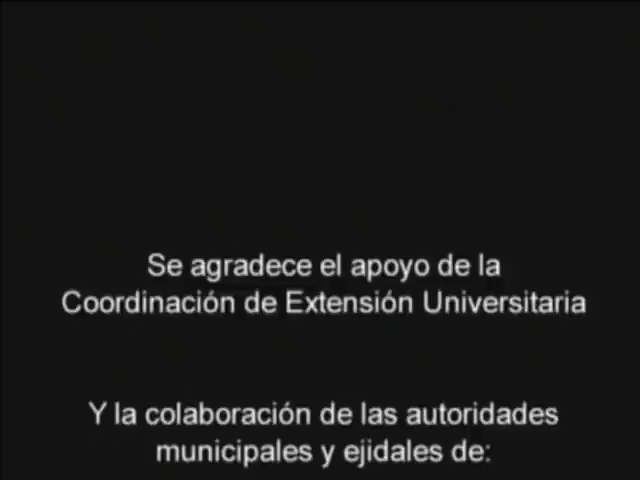 Se agradece el apoyo de la
Coordinación de Extensión Universitaria
Y la colaboración de las autoridades
municipales y ejidales de: